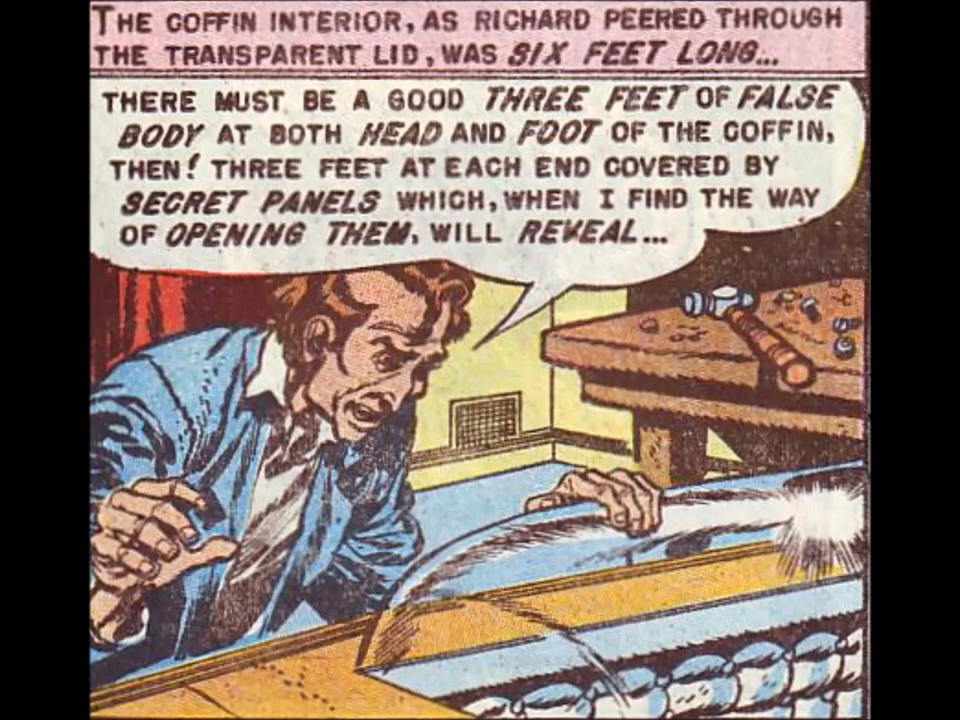 THE COFFIN INTERIOR, AS RICHARD PEERED THROUGH
THE TRANSPARENT LID, WAS SIX FEET LONG...
THERE MUST BE A GOOD THREE FEET OF FALSE
BODY AT BOTH HEAD AND FOOT OF THE COFFIN,
THEN! THREE FEET AT EACH END COVERED BY
SECRET PANELS WHICH, WHEN I FIND THE WAY
OF OPENING THEM, WILL REVEAL...